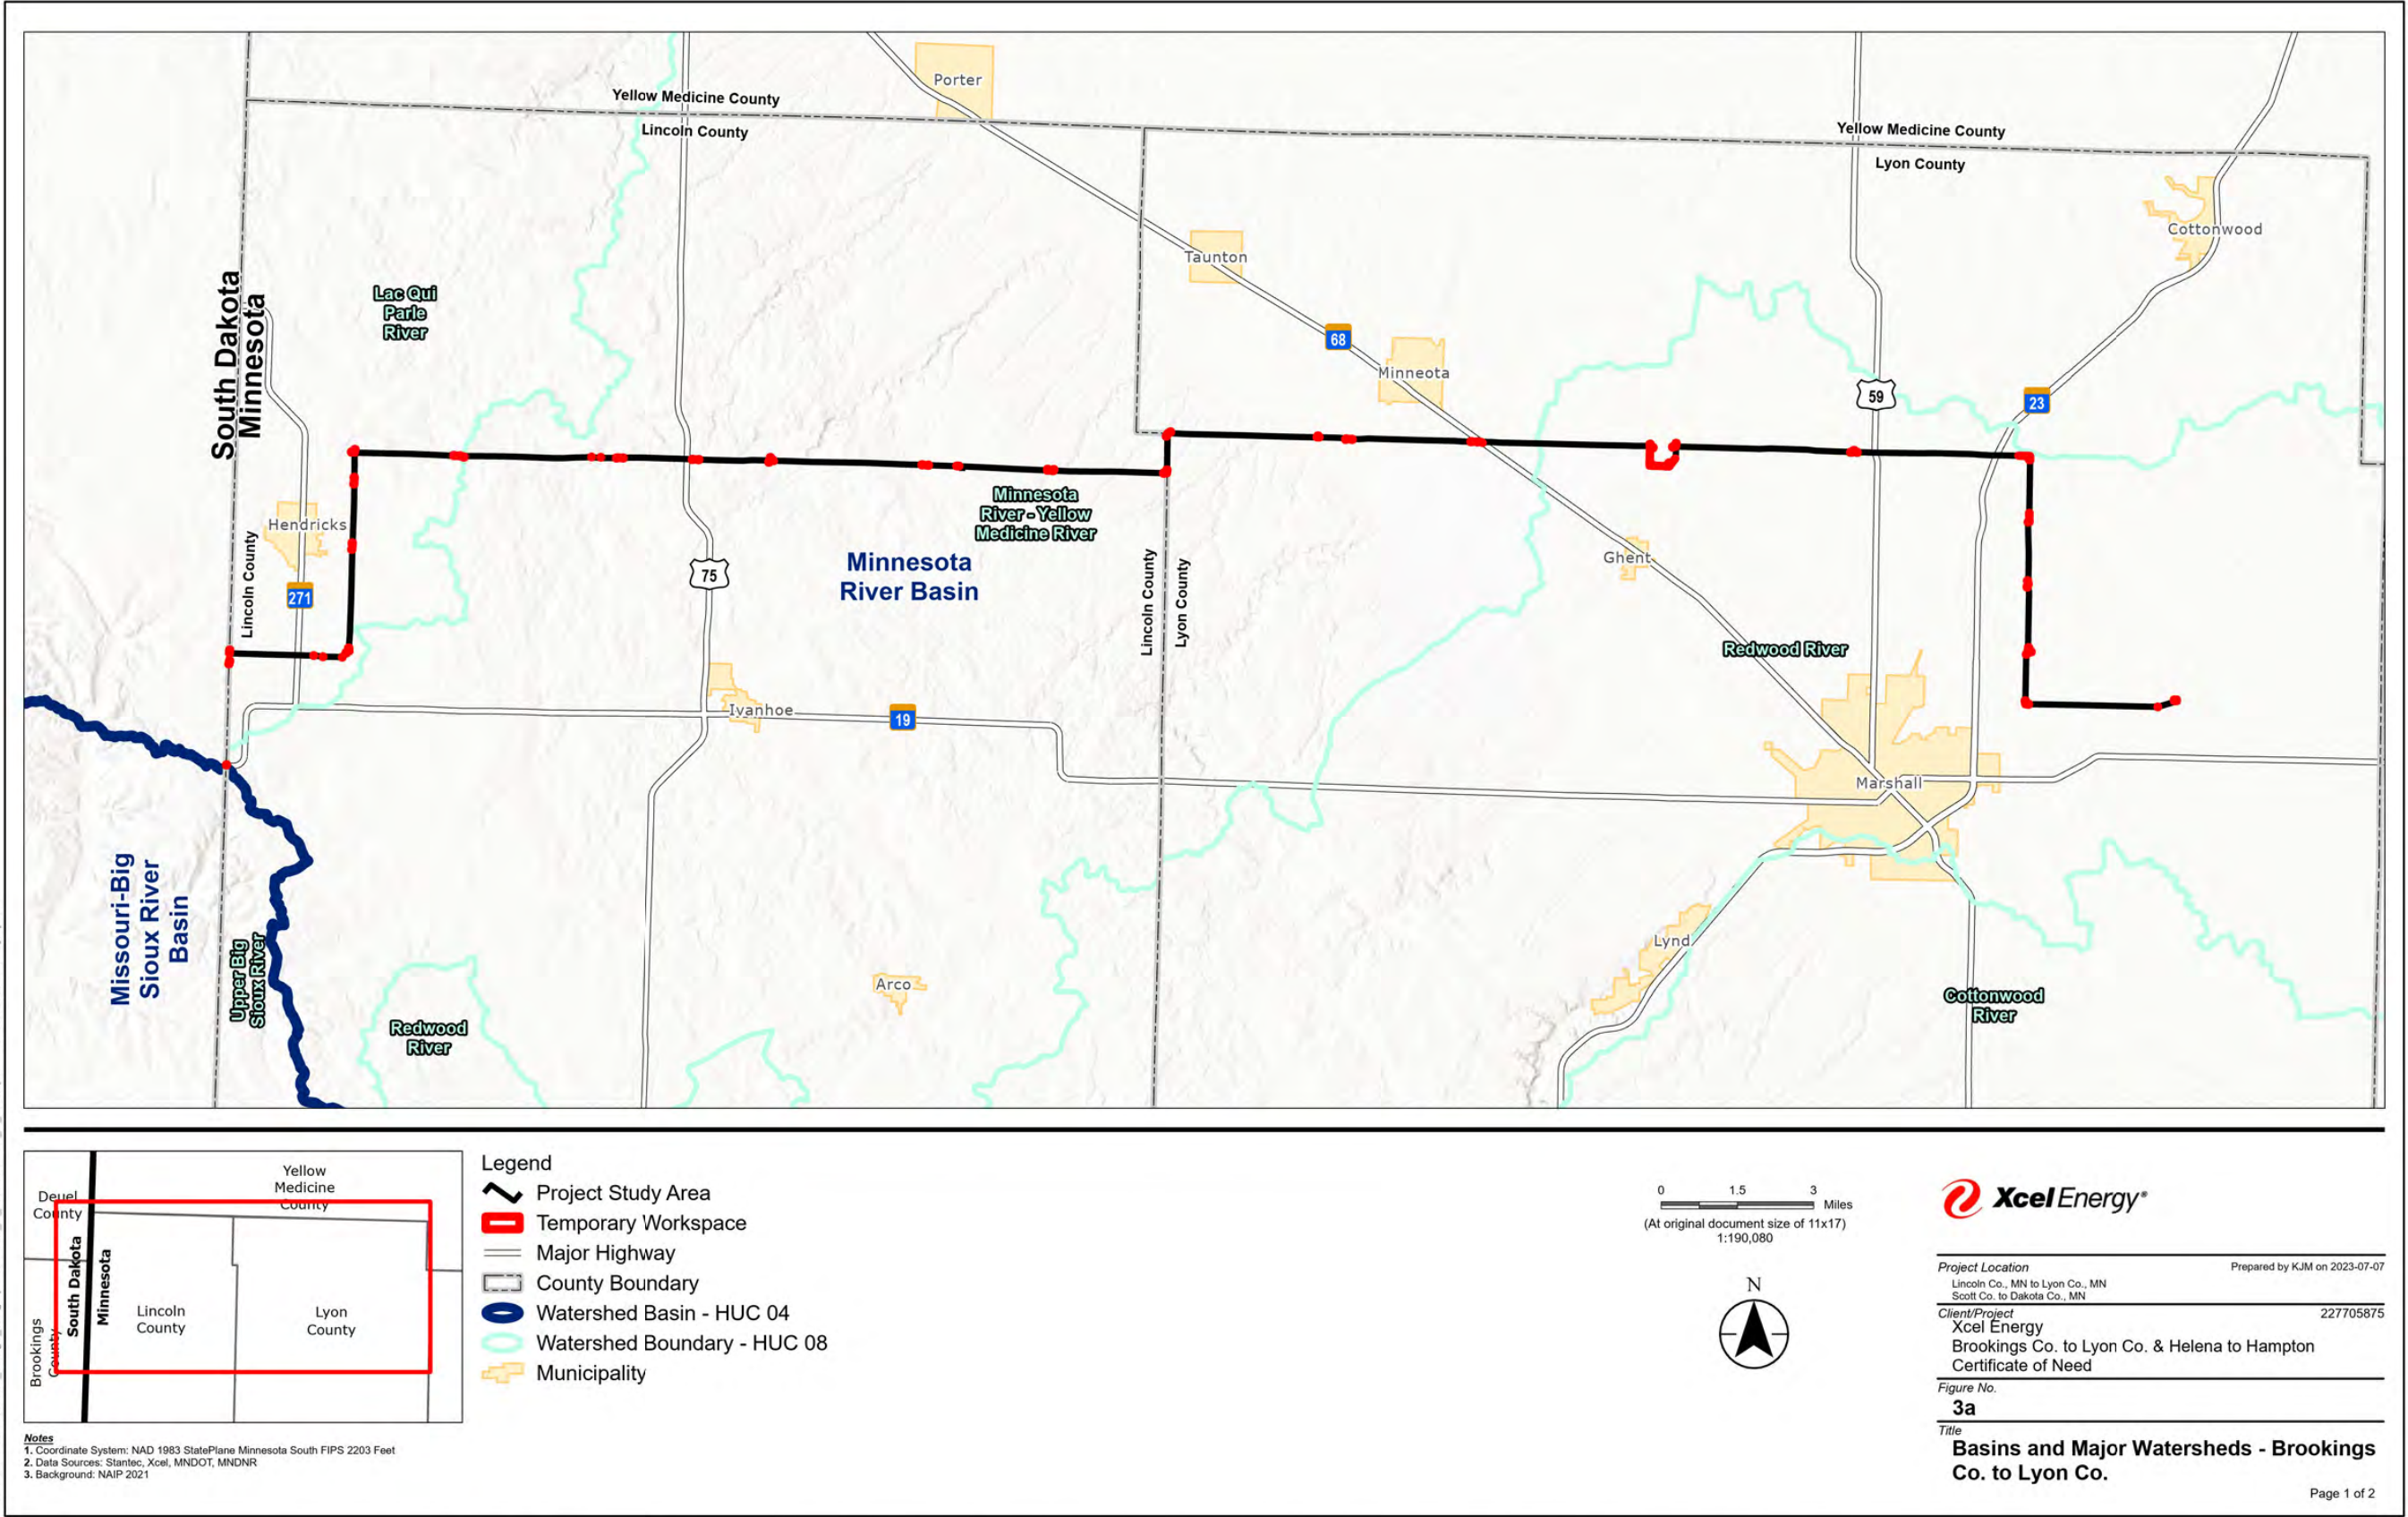 Porter
Yellow Medicine County
Lincoln County
Yellow Medicine County
Lyon County
Cottonwood
Taunton
South Dakota
Minnesota
Lac Qui
Parle
River
68
Minneota
59
23
Hendricks
Minnesota
River - Yellow
Medicine River
Lincoln County
271
75
Minnesota
River Basin
Lincoln County
Lyon County
Ghent
Redwood River
Ivanhoe
19
Marshall
Missouri-Big
Sioux River
Basin
Upper Big
Sioux River
Lynd
Arco
Redwood
River
Cottonwood
River
Deuel
County
Yellow
Medicine
County
South Dakota
Minnesota
Lincoln
County
Lyon
County
Brookings
County
Legend
Project Study Area
Temporary Workspace
Major Highway
County Boundary
Watershed Basin - HUC 04
Watershed Boundary - HUC 08
Municipality
0 1.5 3
Miles
(At original document size of 11x17)
1:190,080
N
Xcel Energy®
Project Location Prepared by KJM on 2023-07-07
Lincoln Co., MN to Lyon Co., MN
Scott Co. to Dakota Co., MN
Client/Project 227705875
Xcel Energy
Brookings Co. to Lyon Co. & Helena to Hampton
Certificate of Need
Figure No.
3a
Title
Basins and Major Watersheds - Brookings
Co. to Lyon Co.
Page 1 of 2
Notes
1. Coordinate System: NAD 1983 StatePlane Minnesota South FIPS 2203 Feet
2. Data Sources: Stantec, Xcel, MNDOT, MNDNR
3. Background: NAIP 2021